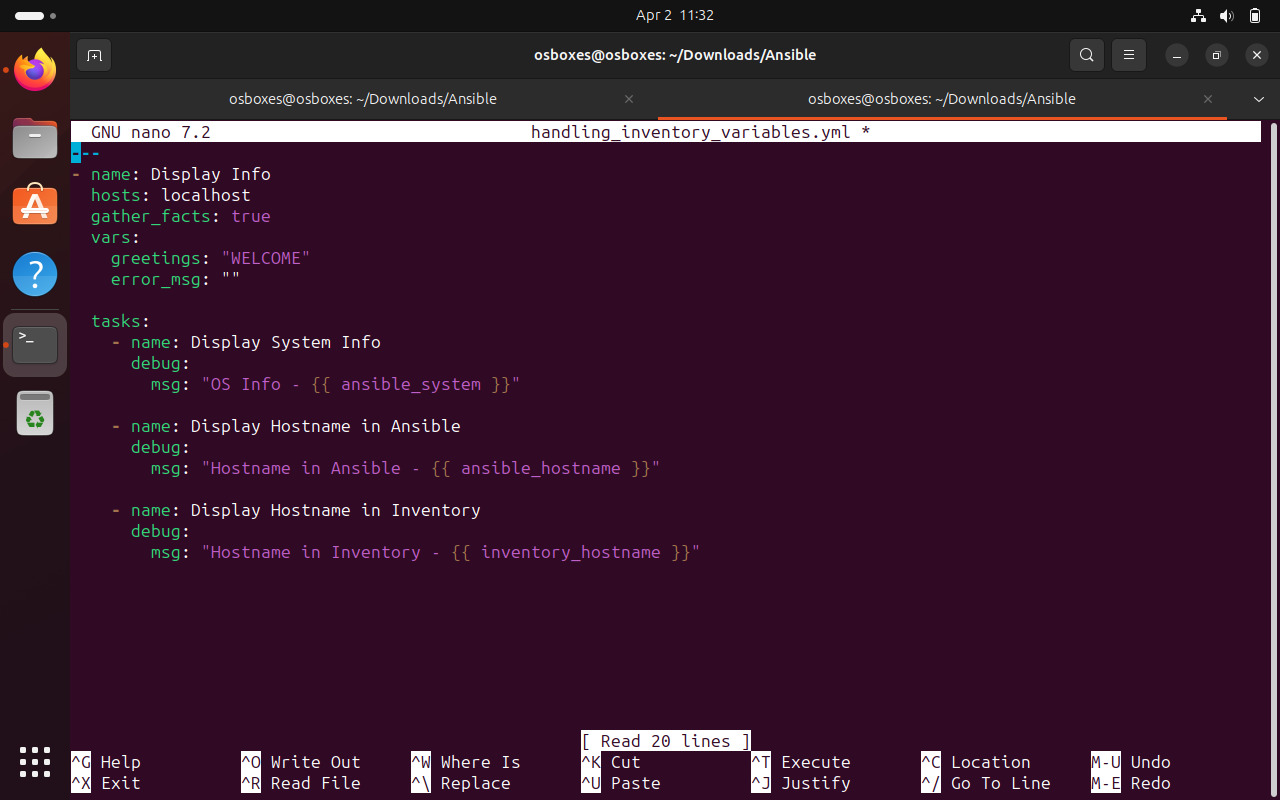 Apr 2 11:32
osboxes@osboxes: ~/Downloads/Ansible
osboxes@osboxes: ~/Downloads/Ansible
osboxes@osboxes: ~/Downloads/Ansible
GNU nano 7.2 handling_inventory_variables.yml *
---
- name: Display Info
  hosts: localhost
  gather_facts: true
  vars:
    greetings: "WELCOME"
    error_msg: ""
  tasks:
    - name: Display System Info
      debug:
        msg: "OS Info - {{ ansible_system }}"
    - name: Display Hostname in Ansible
      debug:
        msg: "Hostname in Ansible - {{ ansible_hostname }}"
    - name: Display Hostname in Inventory
      debug:
        msg: "Hostname in Inventory - {{ inventory_hostname }}"
[ Read 20 lines ]
^G Help ^O Write Out ^W Where Is ^K Cut ^T Execute ^C Location M-U Undo
^X Exit ^R Read File ^\ Replace ^U Paste ^J Justify ^/ Go To Line M-E Redo